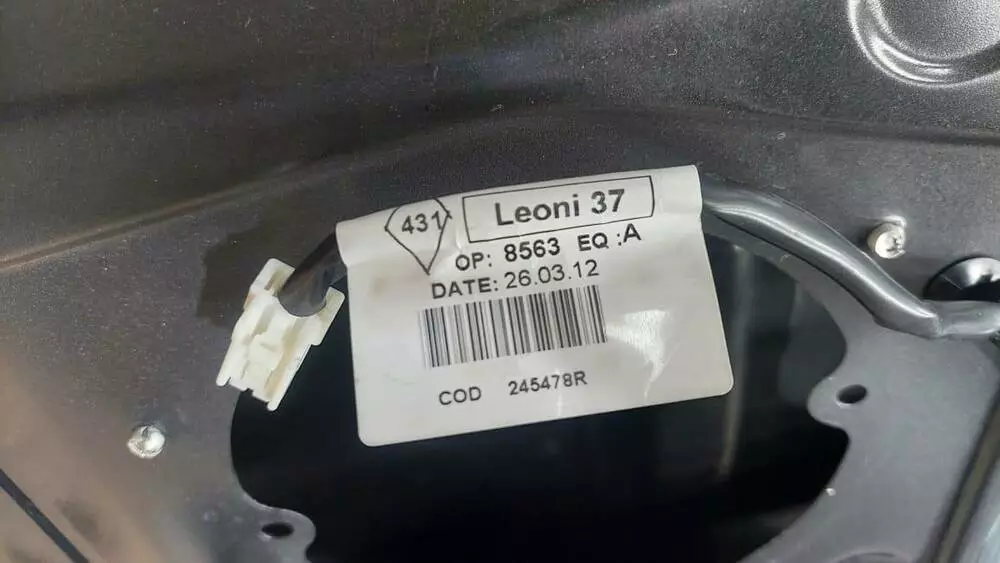 431 Leoni 37
OP: 8563 EQ :A
DATE: 26.03.12
COD 245478R